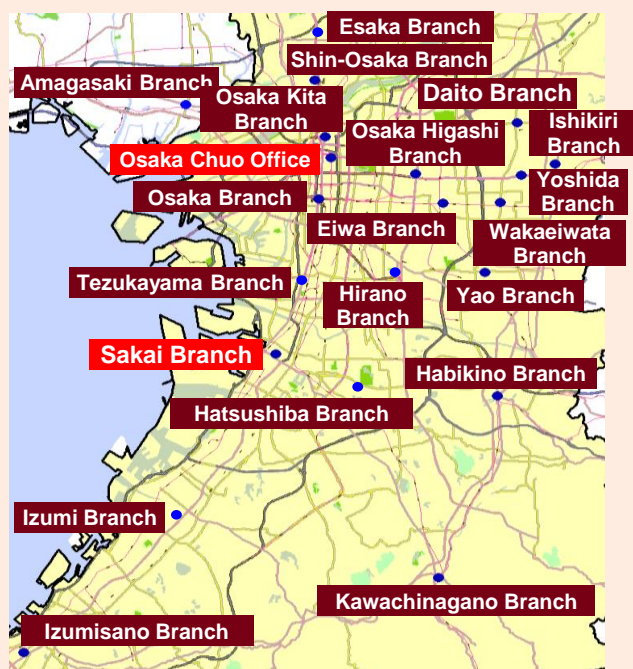 Esaka Branch
Shin-Osaka Branch
Amagasaki Branch
Osaka Kita
Branch
Daito Branch
Ishikiri
Branch
Osaka Higashi
Branch
Osaka Chuo Office
Yoshida
Branch
Osaka Branch
Eiwa Branch
Wakaeiwata
Branch
Tezukayama Branch
Hirano
Branch
Yao Branch
Sakai Branch
Habikino Branch
Hatsushiba Branch
Izumi Branch
Kawachinagano Branch
Izumisano Branch